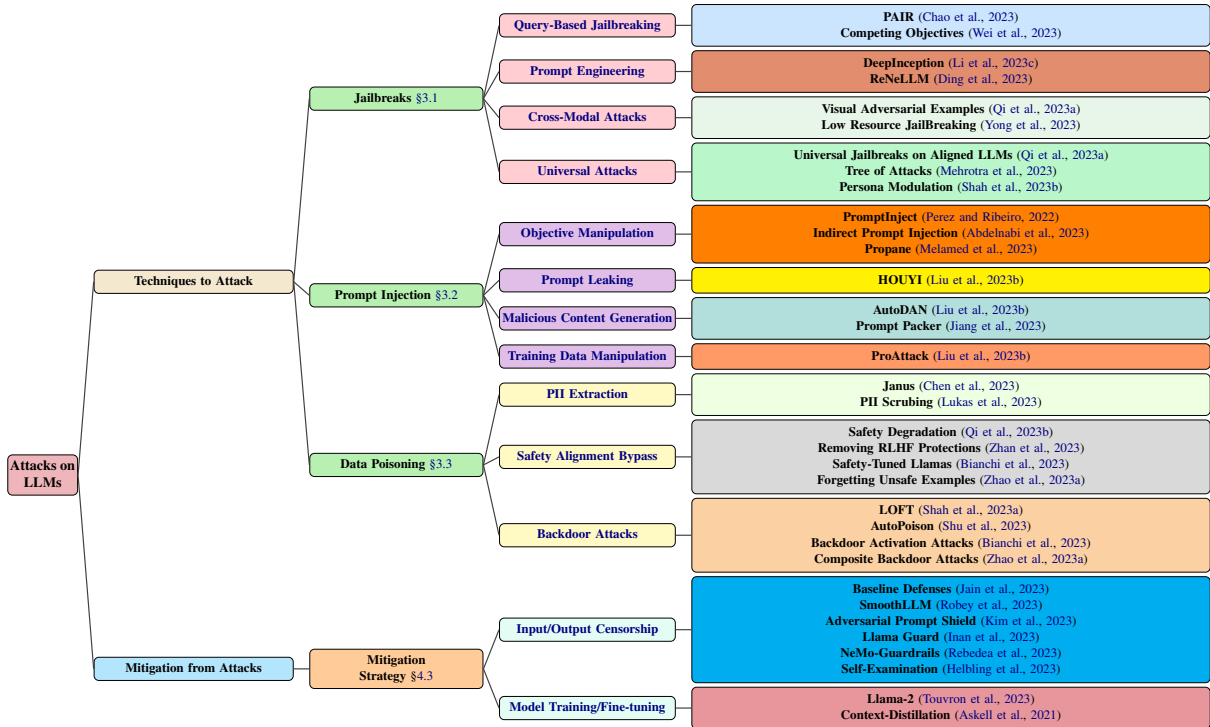 Attacks on
LLMs
Techniques to Attack
Jailbreaks §3.1
Query-Based Jailbreaking
PAIR (Chao et al., 2023)
Competing Objectives (Wei et al., 2023)
Prompt Engineering
DeepInception (Li et al., 2023c)
ReNeLLM (Ding et al., 2023)
Cross-Modal Attacks
Visual Adversarial Examples (Qi et al., 2023a)
Low Resource JailBreaking (Yong et al., 2023)
Universal Attacks
Universal Jailbreaks on Aligned LLMs (Qi et al., 2023a)
Tree of Attacks (Mehrotra et al., 2023)
Persona Modulation (Shah et al., 2023b)
Prompt Injection §3.2
Objective Manipulation
PromptInject (Perez and Ribeiro, 2022)
Indirect Prompt Injection (Abdelnabi et al., 2023)
Propane (Melamed et al., 2023)
Prompt Leaking
HOUYI (Liu et al., 2023b)
Malicious Content Generation
AutoDAN (Liu et al., 2023b)
Prompt Packer (Jiang et al., 2023)
Training Data Manipulation
ProAttack (Liu et al., 2023b)
Data Poisoning §3.3
PII Extraction
Janus (Chen et al., 2023)
PII Scrubing (Lukas et al., 2023)
Safety Alignment Bypass
Safety Degradation (Qi et al., 2023b)
Removing RLHF Protections (Zhan et al., 2023)
Safety-Tuned Llamas (Bianchi et al., 2023)
Forgetting Unsafe Examples (Zhao et al., 2023a)
Backdoor Attacks
LOFT (Shah et al., 2023a)
AutoPoison (Shu et al., 2023)
Backdoor Activation Attacks (Bianchi et al., 2023)
Composite Backdoor Attacks (Zhao et al., 2023a)
Mitigation from Attacks
Mitigation
Strategy §4.3
Input/Output Censorship
Baseline Defenses (Jain et al., 2023)
SmoothLLM (Robey et al., 2023)
Adversarial Prompt Shield (Kim et al., 2023)
Llama Guard (Inan et al., 2023)
NeMo-Guardrails (Rebedea et al., 2023)
Self-Examination (Helbling et al., 2023)
Model Training/Fine-tuning
Llama-2 (Touvron et al., 2023)
Context-Distillation (Askell et al., 2021)